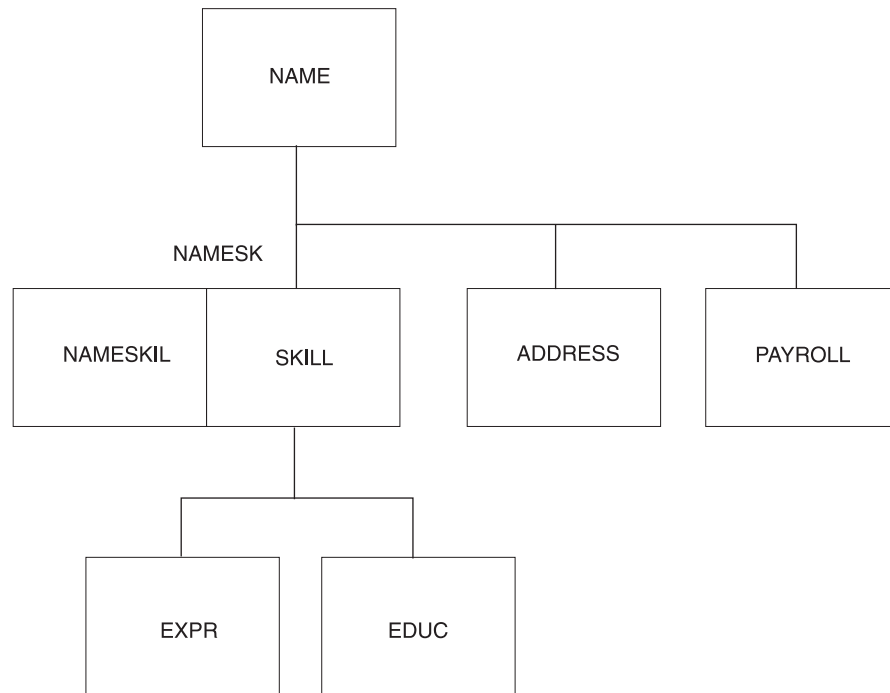 NAME
NAMESK
NAMESKIL
SKILL
ADDRESS
PAYROLL
EXPR
EDUC